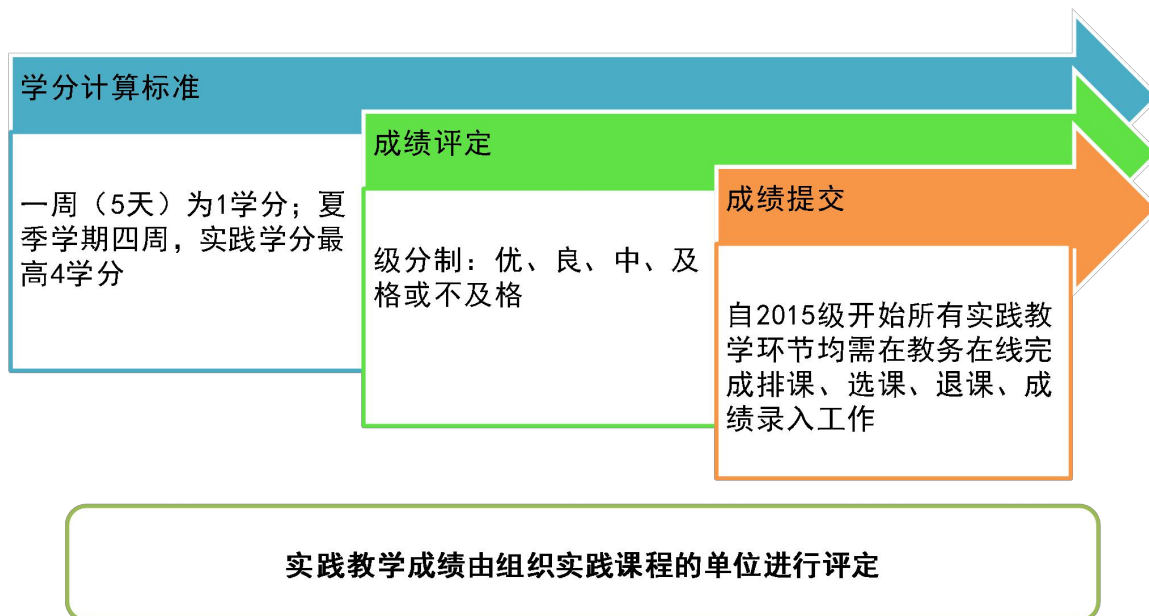 学分计算标准
一周（5天）为1学分；夏
季学期四周，实践学分最
高4学分
成绩评定
级分制：优、良、中、及
格或不及格
成绩提交
自2015级开始所有实践教
学环节均需在教务在线完
成排课、选课、退课、成
绩录入工作
实践教学成绩由组织实践课程的单位进行评定